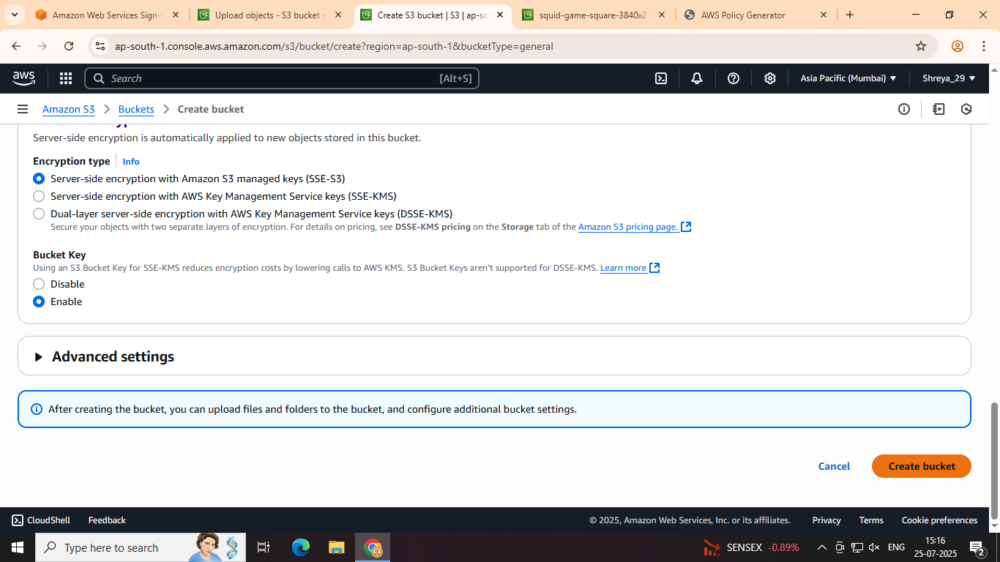 Amazon Web Services Sign-
Upload objects - S3 bucket s
Create S3 bucket | S3 | ap-so
squid-game-square-3840x2
AWS Policy Generator
ap-south-1.console.aws.amazon.com/s3/bucket/create?region=ap-south-1&bucketType=general
aws
Search
[Alt+S]
Asia Pacific (Mumbai)
Shreya_29
Amazon S3
Buckets
Create bucket
Server-side encryption is automatically applied to new objects stored in this bucket.
Encryption type
Info
Server-side encryption with Amazon S3 managed keys (SSE-S3)
Server-side encryption with AWS Key Management Service keys (SSE-KMS)
Dual-layer server-side encryption with AWS Key Management Service keys (DSSE-KMS)
Secure your objects with two separate layers of encryption. For details on pricing, see DSSE-KMS pricing on the Storage tab of the Amazon S3 pricing page.
Bucket Key
Using an S3 Bucket Key for SSE-KMS reduces encryption costs by lowering calls to AWS KMS. S3 Bucket Keys aren't supported for DSSE-KMS. Learn more
Disable
Enable
Advanced settings
After creating the bucket, you can upload files and folders to the bucket, and configure additional bucket settings.
Cancel
Create bucket
CloudShell
Feedback
© 2025, Amazon Web Services, Inc. or its affiliates.
Privacy
Terms
Cookie preferences
Type here to search
SENSEX -0.89%
ENG
15:16
25-07-2025
2